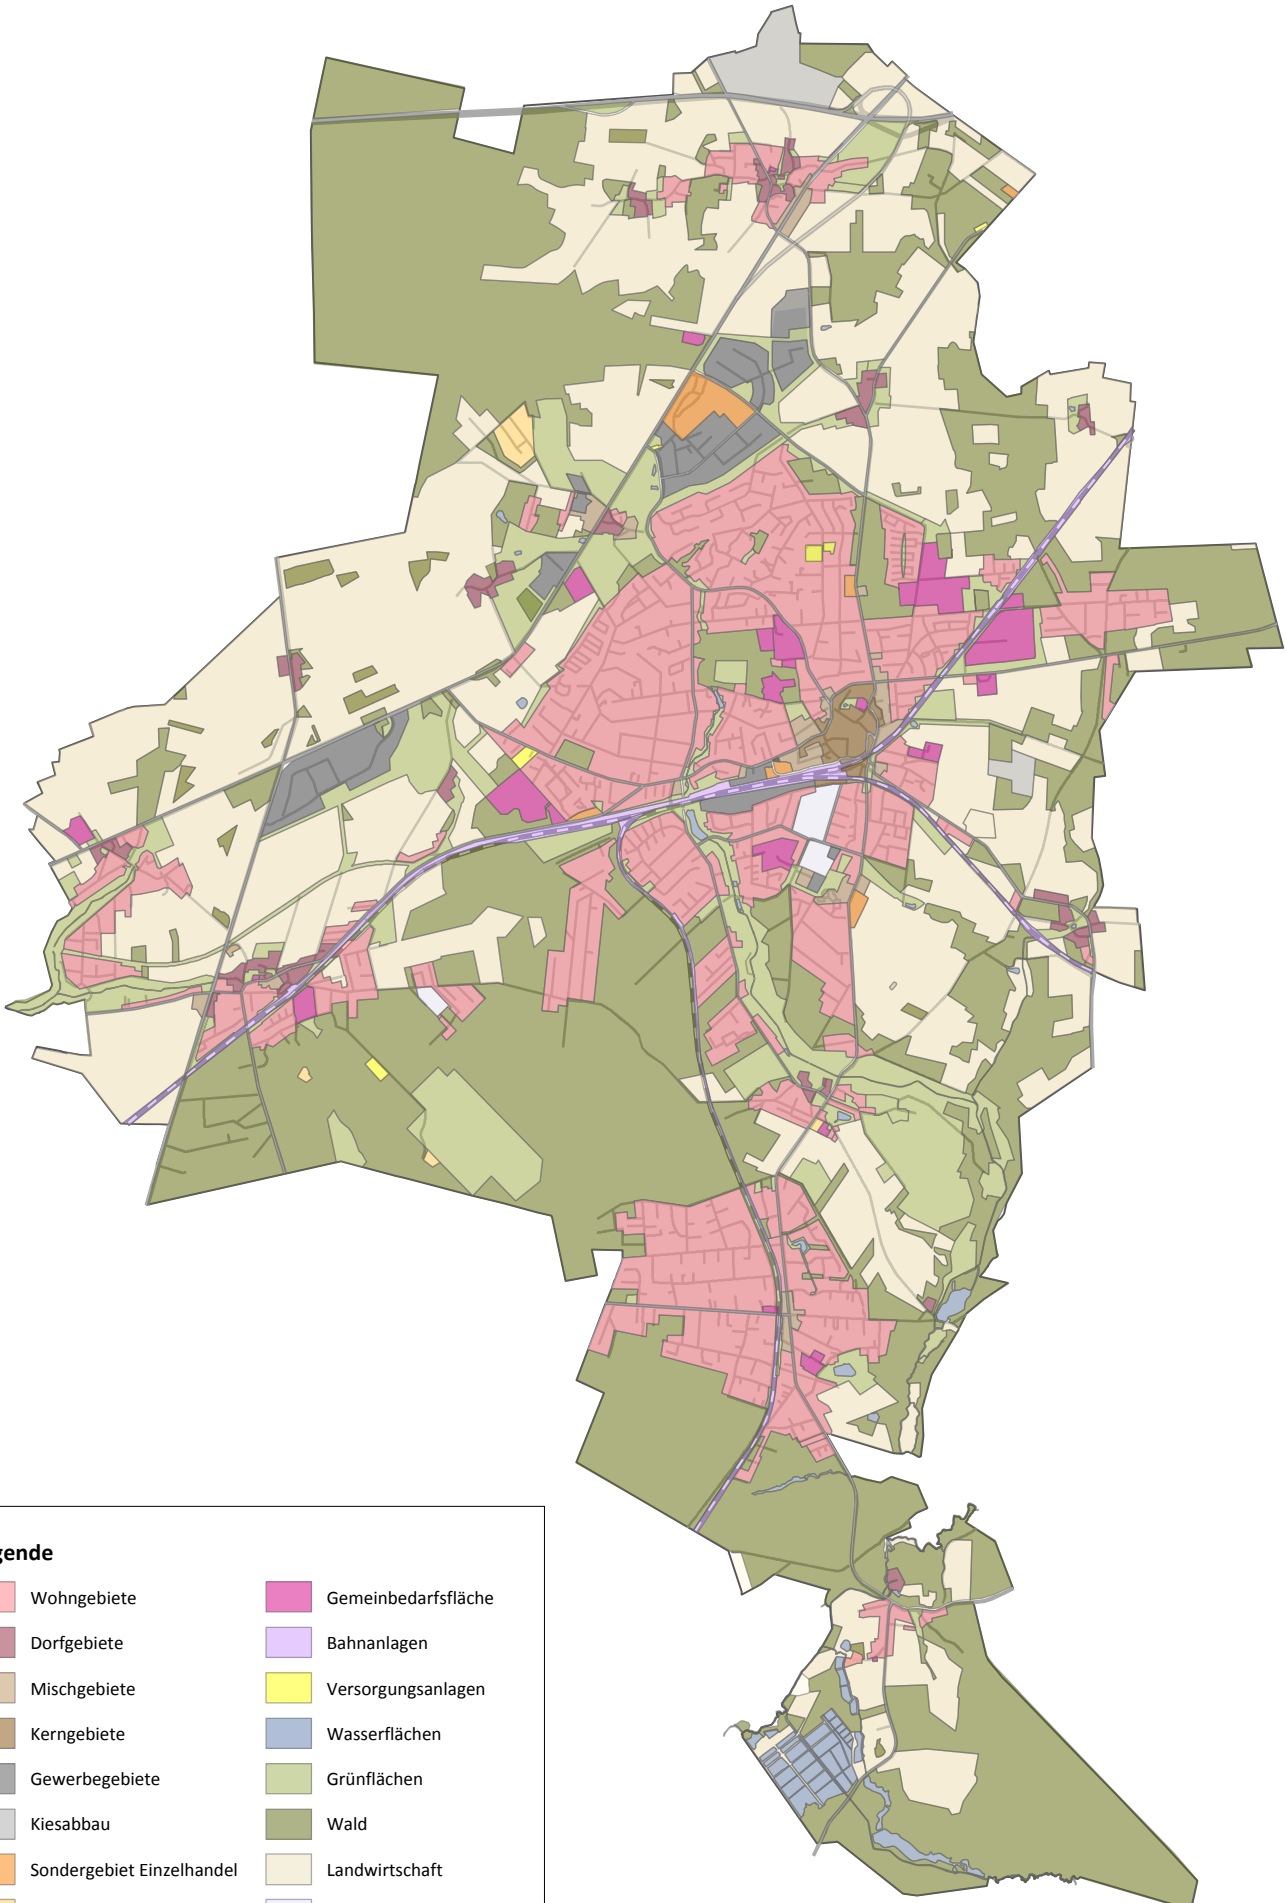 gende
Wohngebiete
Dorfgebiete
Mischgebiete
Kerngebiete
Gewerbegebiete
Kiesabbau
Sondergebiet Einzelhandel
Gemeinbedarfsfläche
Bahnanlagen
Versorgungsanlagen
Wasserflächen
Grünflächen
Wald
Landwirtschaft